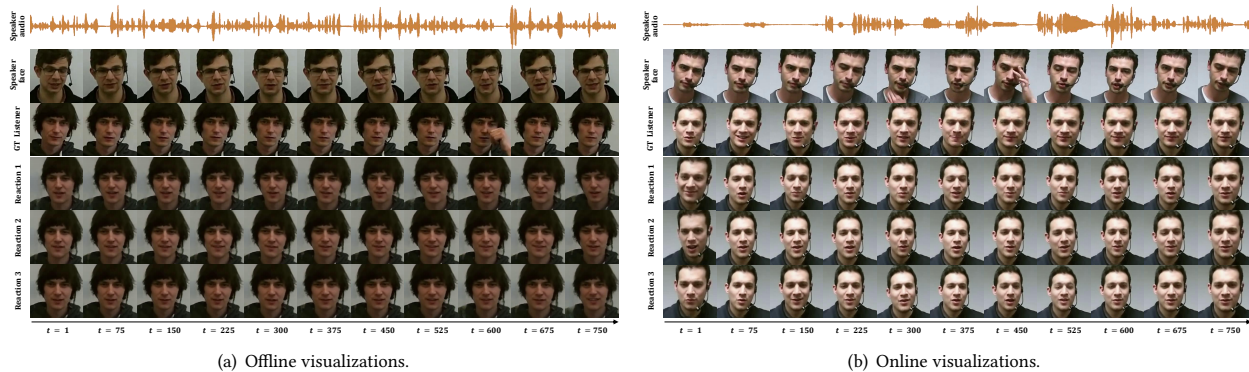 Speaker audio
Speaker face
GT Listener
Reaction 1
Reaction 2
Reaction 3
t = 1 t = 75 t = 150 t = 225 t = 300 t = 375 t = 450 t = 525 t = 600 t = 675 t = 750
(a) Offline visualizations.
Speaker audio
Speaker face
GT Listener
Reaction 1
Reaction 2
Reaction 3
t = 1 t = 75 t = 150 t = 225 t = 300 t = 375 t = 450 t = 525 t = 600 t = 675 t = 750
(b) Online visualizations.